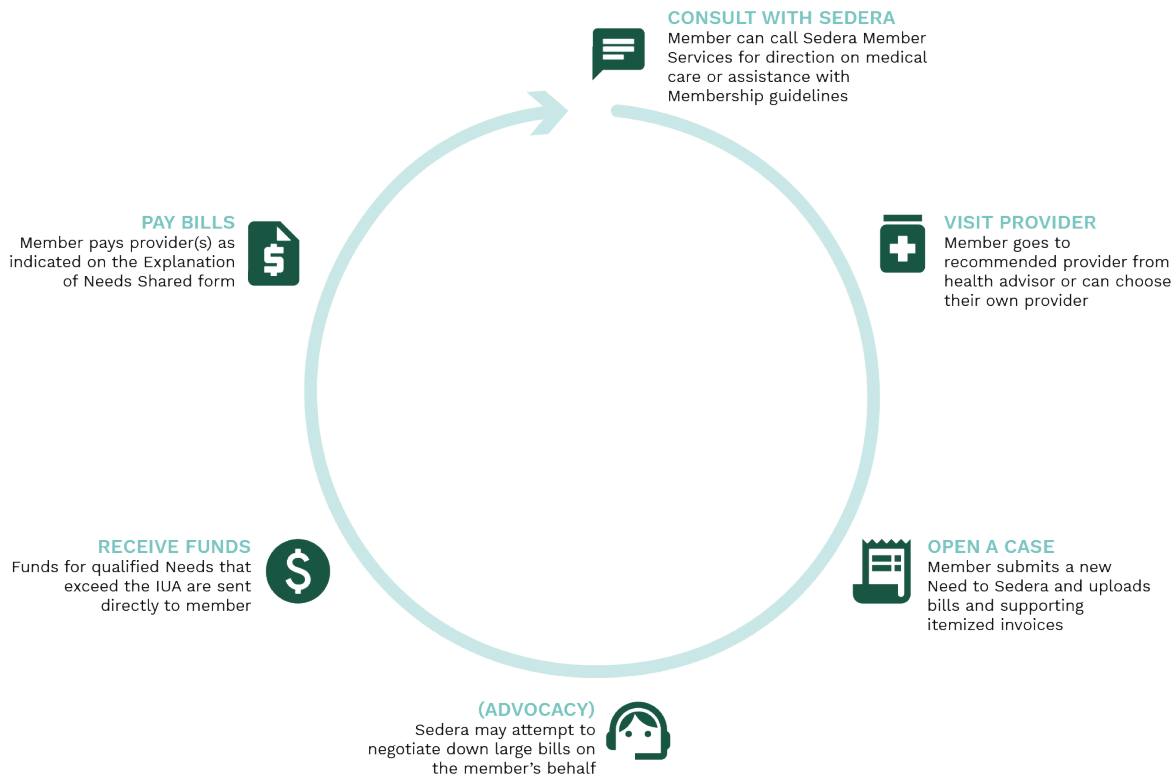 CONSULT WITH SEDERA
Member can call Sedera Member
Services for direction on medical
care or assistance with
Membership guidelines
VISIT PROVIDER
Member goes to
recommended provider from
health advisor or can choose
their own provider
OPEN A CASE
Member submits a new
Need to Sedera and uploads
bills and supporting
itemized invoices
(ADVOCACY)
Sedera may attempt to
negotiate down large bills on
the member's behalf
RECEIVE FUNDS
Funds for qualified Needs that
exceed the IUA are sent
directly to member
PAY BILLS
Member pays provider(s) as
indicated on the Explanation
of Needs Shared form